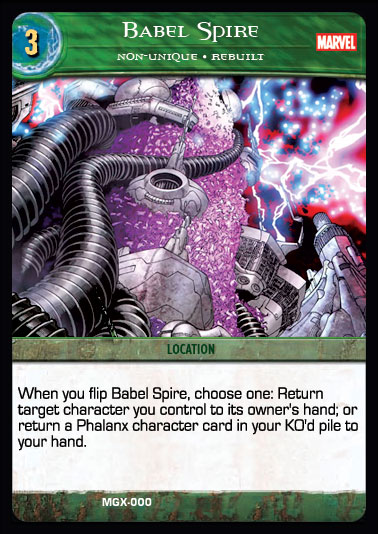 3
BABEL SPIRE
NON-UNIQUE • REBUILT
MARVEL
LOCATION
When you flip Babel Spire, choose one: Return
target character you control to its owner's hand; or
return a Phalanx character card in your KO'd pile to
your hand.
MGX-000